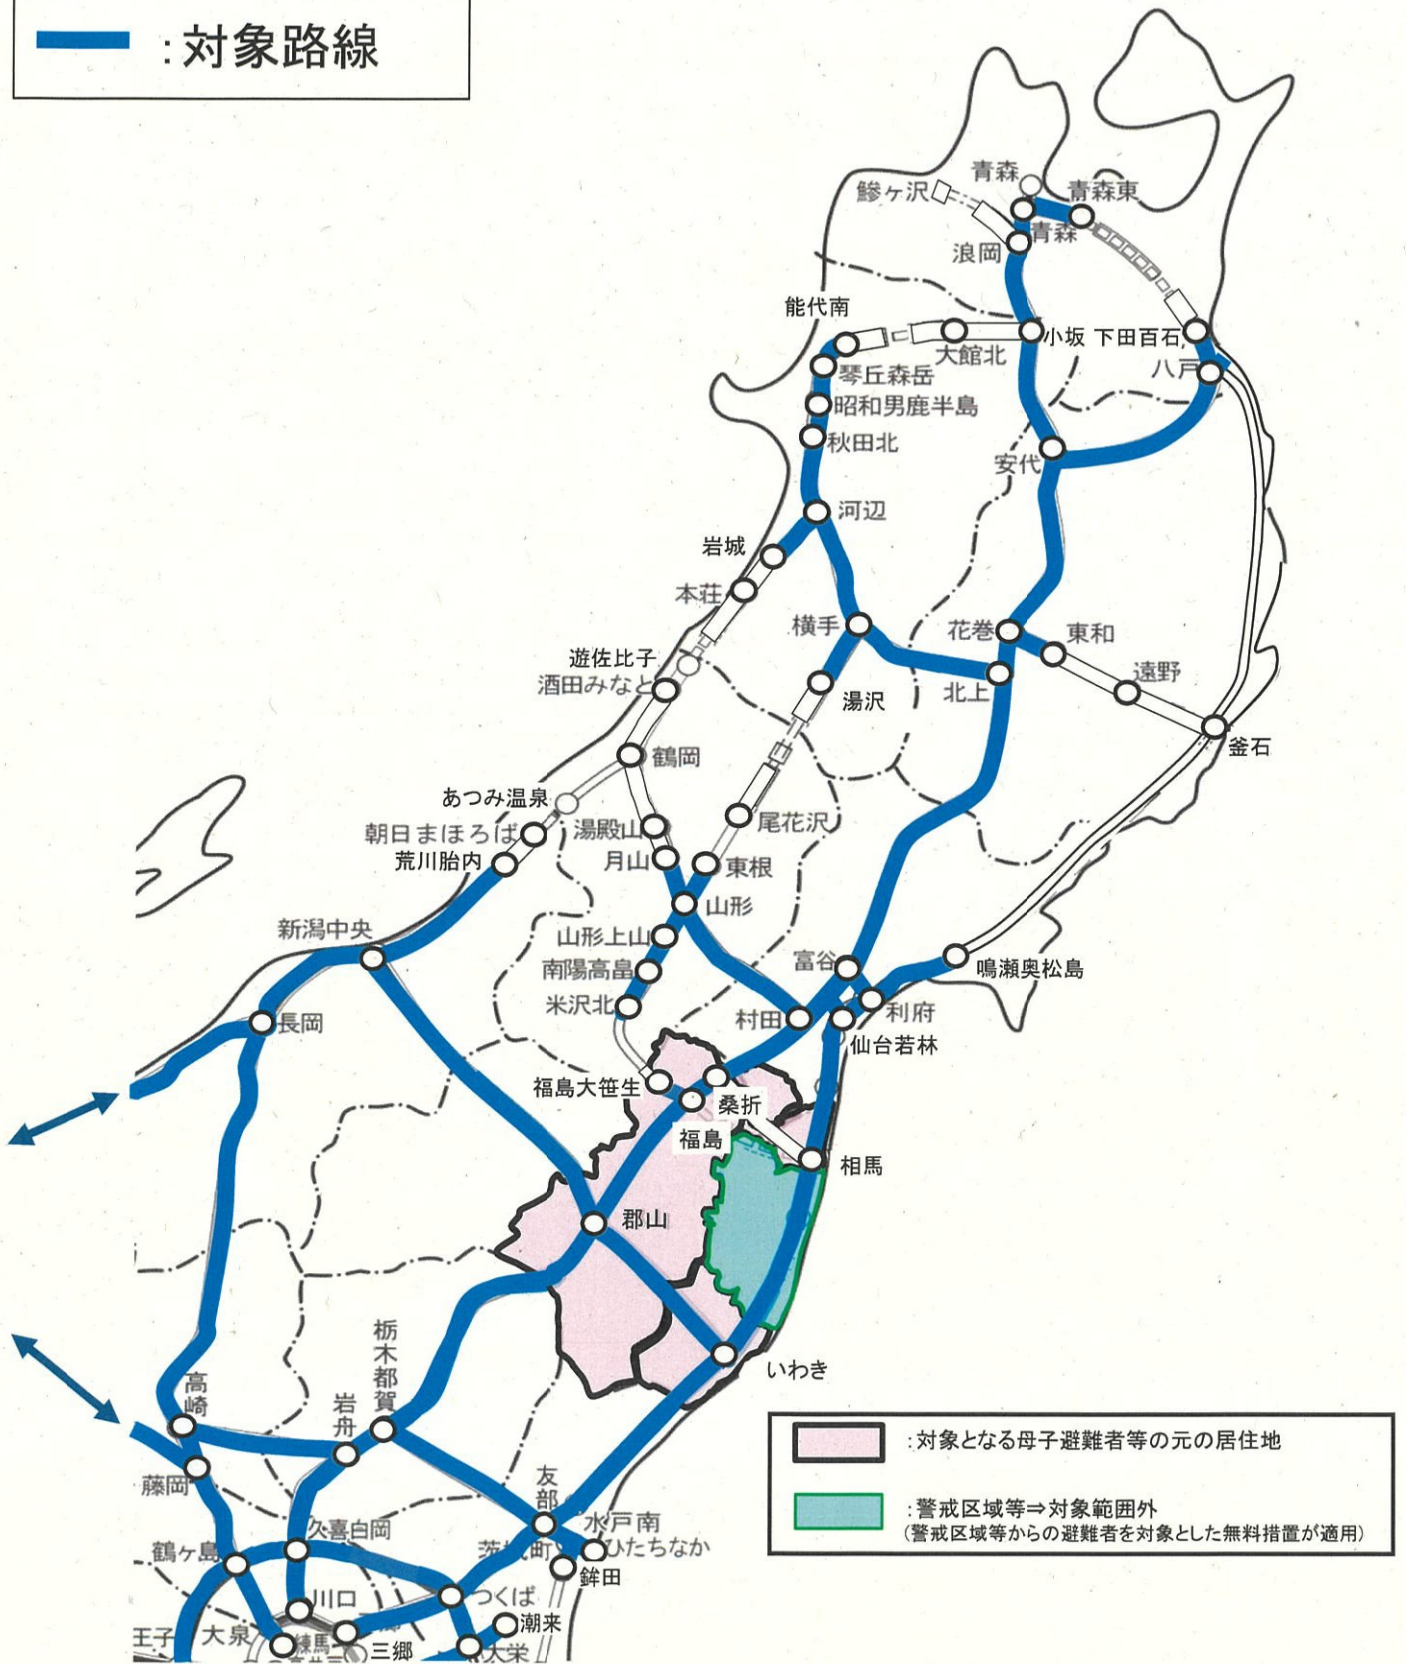 :対象路線
青森
青森東
鰺ヶ沢
青森
浪岡
能代南
小坂
下田百石
大館北
八戸
琴丘森岳
昭和男鹿半島
秋田北
安代
河辺
岩城
本荘
横手
花巻
東和
遊佐比子
酒田みなと
遠野
北上
湯沢
釜石
鶴岡
あつみ温泉
朝日まほろば
湯殿山
尾花沢
荒川胎内
月山
東根
山形
新潟中央
山形上山
富谷
鳴瀬奥松島
南陽高畠
米沢北
村田
利府
長岡
仙台若林
福島大笹生
桑折
福島
相馬
郡山
栃木都賀
いわき
高崎
岩舟
:対象となる母子避難者等の元の居住地
藤岡
友部
:警戒区域等⇒対象範囲外
(警戒区域等からの避難者を対象とした無料措置が適用)
久喜白岡
水戸南
鶴ヶ島
茨城町
ひたちなか
鉾田
川口
つくば
潮来
王子
大泉
練馬
三郷
大栄